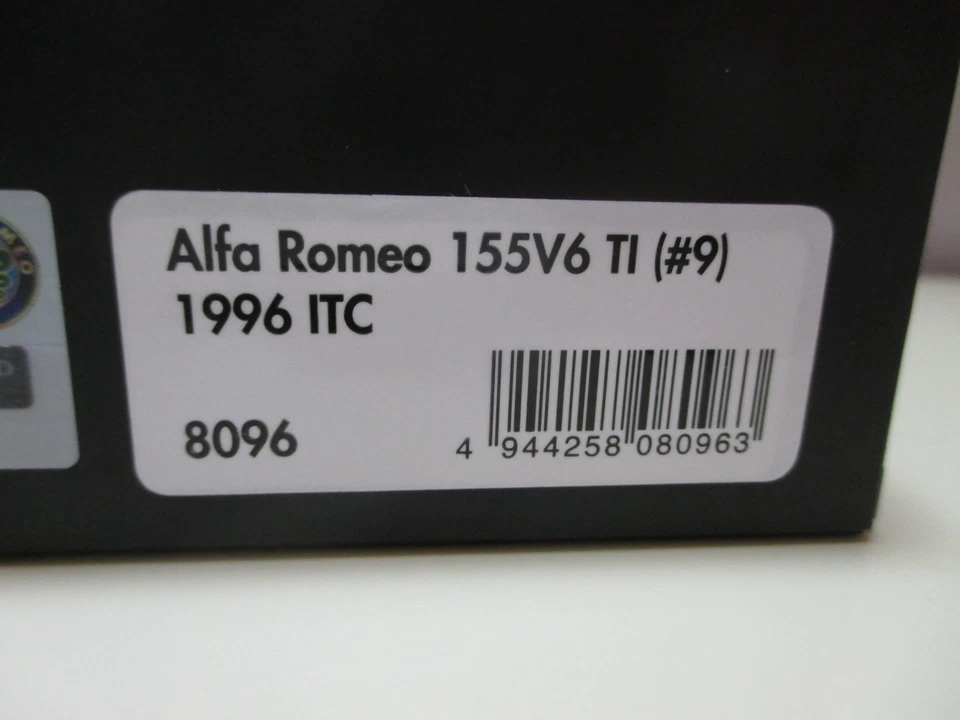 Alfa Romeo 155V6 TI (#9)
1996 ITC
8096
4 944258 080963